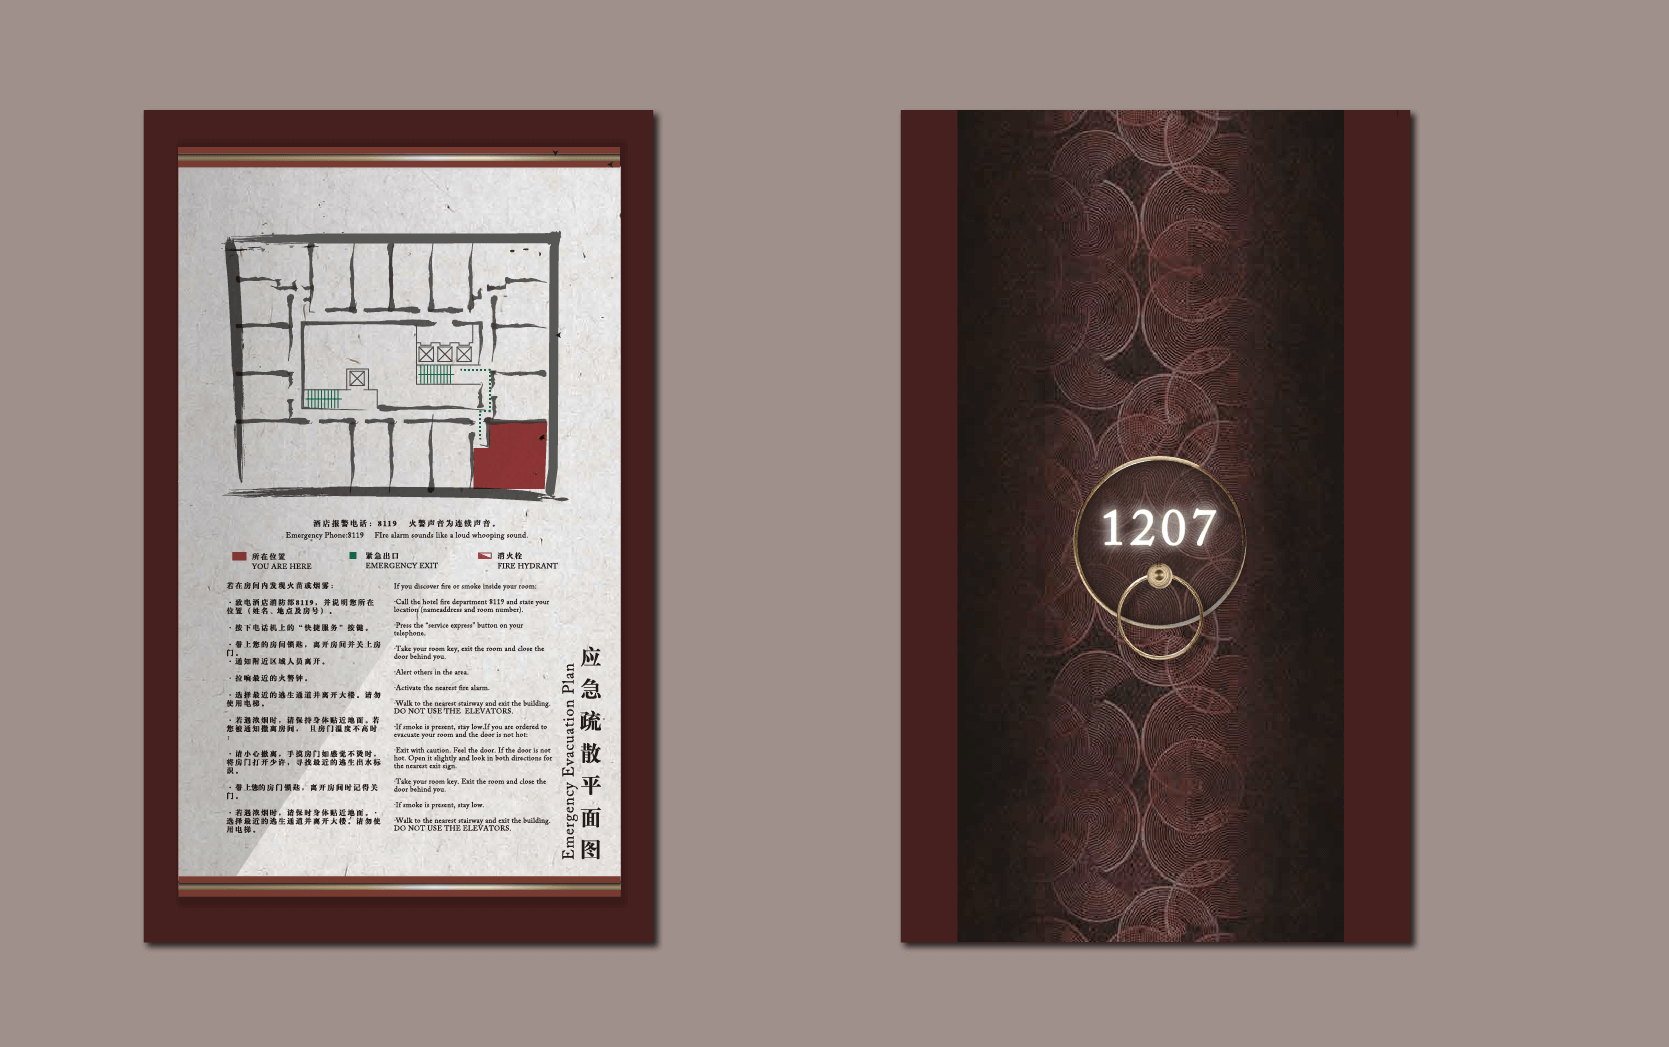 酒店报警电话：8119 火警声音为连续声音。
Emergency Phone:8119 FIre alarm sounds like a loud whooping sound.
所在位置
YOU ARE HERE
紧急出口
EMERGENCY EXIT
消火栓
FIRE HYDRANT
若在房间内发现火苗或烟雾：
·致电酒店消防部8119，并说明您所在
位置（姓名、地点及房号）。
·按下电话机上的“快捷服务”按键。
·带上您的房间锁匙，离开房间并关上房
门。
·通知附近区域人员离开。
·拉响最近的火警钟。
·选择最近的逃生通道并离开大楼。请勿
使用电梯。
·若遇浓烟时，请保持身体贴近地面。若
您被通知撤离房间， 且房门温度不高时
：
·请小心撤离。手摸房门如感觉不烫时，
将房门打开少许，寻找最近的逃生出水标
识。
·带上您的房门锁匙，离开房间时记得关
门。
·若遇浓烟时，请保时身体贴近地面。·
选择最近的逃生通道并离开大楼。请勿使
用电梯。
If you discover fire or smoke inside your room:
·Call the hotel fire department 8119 and state your
location (nameaddress and room number).
·Press the "service express" button on your
telephone.
·Take your room key, exit the room and close the
door behind you.
·Alert others in the area.
·Activate the nearest fire alarm.
·Walk to the nearest stairway and exit the building.
DO NOT USE THE ELEVATORS.
·If smoke is present, stay low.If you are ordered to
evacuate your room and the door is not hot:
·Exit with caution. Feel the door. If the door is not
hot. Open it slightly and look in both directions for
the nearest exit sign.
·Take your room key. Exit the room and close the
door behind you.
·If smoke is present, stay low.
·Walk to the nearest stairway and exit the building.
DO NOT USE THE ELEVATORS.
Emergency Evacuation Plan
应急疏散平面图
1207